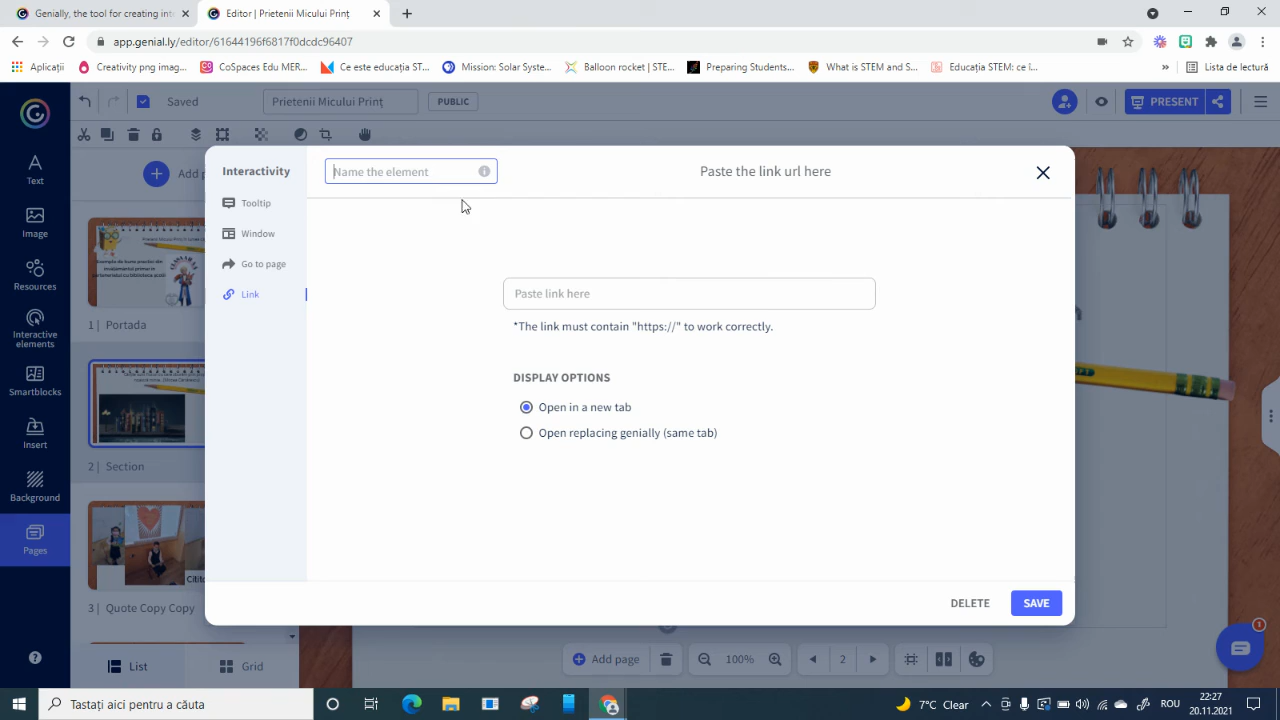 Genially, the tool for creating inte
Editor | Prietenii Micului Prinț
app.genial.ly/editor/61644196f6817f0dcdc96407
Aplicații
Creativity png imag...
CoSpaces Edu MER...
Ce este educația ST...
Mission: Solar Syste...
Balloon rocket | STE...
Preparing Students...
What is STEM and S...
Educația STEM: ce î...
»
Lista de lectură
Saved
Prietenii Micului Prinț
PUBLIC
PRESENT
Text
Image
Resources
Interactive
elements
Smartblocks
Insert
Background
Pages
Add p
1 | Portada
2 | Section
3 | Quote Copy Copy
List
Grid
Interactivity
Tooltip
Window
Go to page
Link
Name the element
Paste the link url here
Paste link here
*The link must contain "https://" to work correctly.
DISPLAY OPTIONS
Open in a new tab
Open replacing genially (same tab)
DELETE
SAVE
Add page
100%
2
1
Tastați aici pentru a căuta
7°C Clear
ROU
22:27
20.11.2021